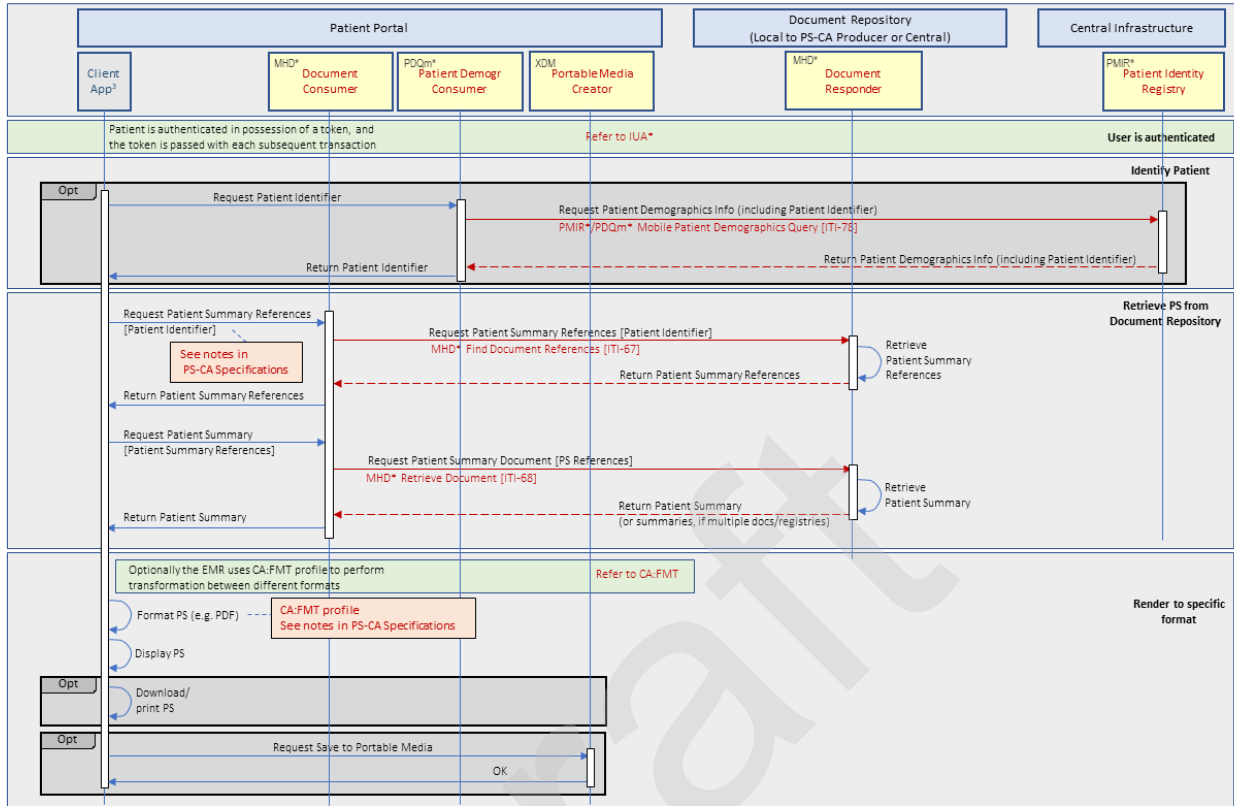 Patient Portal
Document Repository
(Local to PS-CA Producer or Central)
Central Infrastructure
Client
App³
MHD*
Document
Consumer
PDQm*
Patient Demogr
Consumer
XDM
Portable Media
Creator
MHD*
Document
Responder
PMIR*
Patient Identity
Registry
Patient is authenticated in possession of a token, and
the token is passed with each subsequent transaction
Refer to IUA*
User is authenticated
Identify Patient
Opt
Request Patient Identifier
Request Patient Demographics Info (including Patient Identifier)
PMIR*/PDQm* Mobile Patient Demographics Query [ITI-78]
Return Patient Demographics Info (including Patient Identifier)
Return Patient Identifier
Retrieve PS from
Document Repository
Request Patient Summary References
[Patient Identifier]
See notes in
PS-CA Specifications
Request Patient Summary References [Patient Identifier]
MHD* Find Document References [ITI-67]
Retrieve
Patient Summary
References
Return Patient Summary References
Return Patient Summary References
Request Patient Summary
[Patient Summary References]
Request Patient Summary Document [PS References]
MHD* Retrieve Document [ITI-68]
Retrieve
Patient Summary
Return Patient Summary
(or summaries, if multiple docs/registries)
Return Patient Summary
Optionally the EMR uses CA:FMT profile to perform
transformation between different formats
Refer to CA:FMT
Render to specific
format
Format PS (e.g. PDF)
CA:FMT profile
See notes in PS-CA Specifications
Display PS
Opt
Download/
print PS
Opt
Request Save to Portable Media
OK
raft